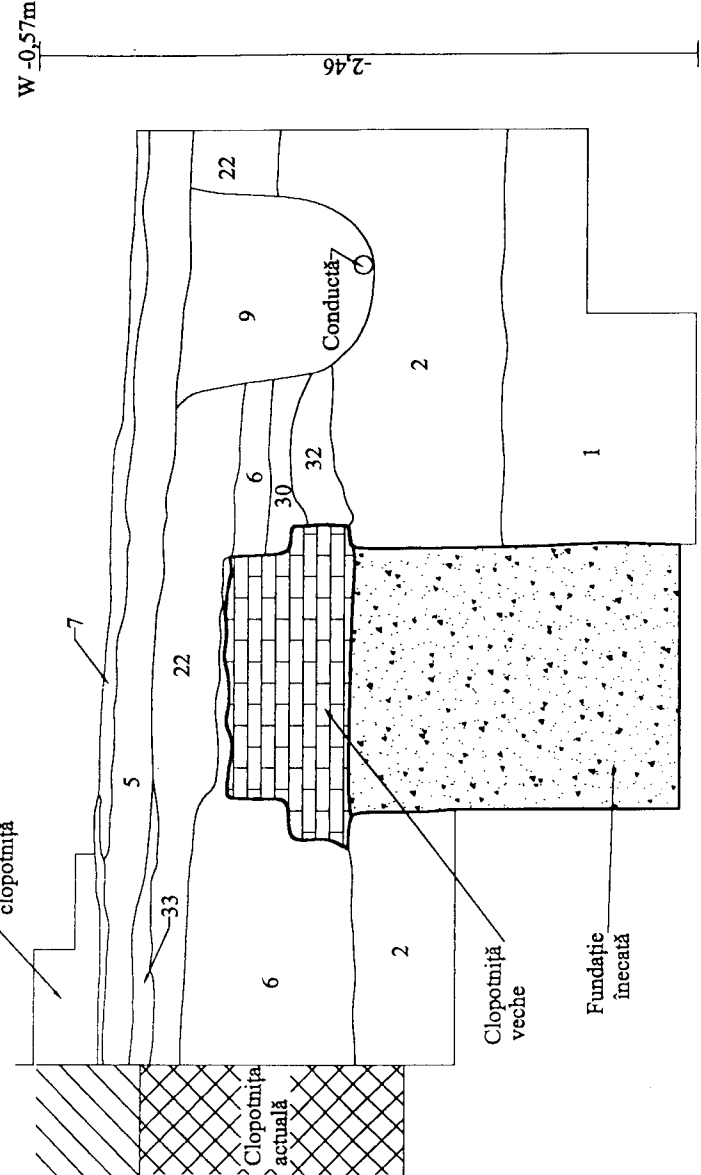 clopotniță
W -0,57m
-2,46
7
5
33
22
22
9
Conductă
6
30
32
2
1
6
2
Clopotnița
actuală
Clopotniță
veche
Fundație
înecată